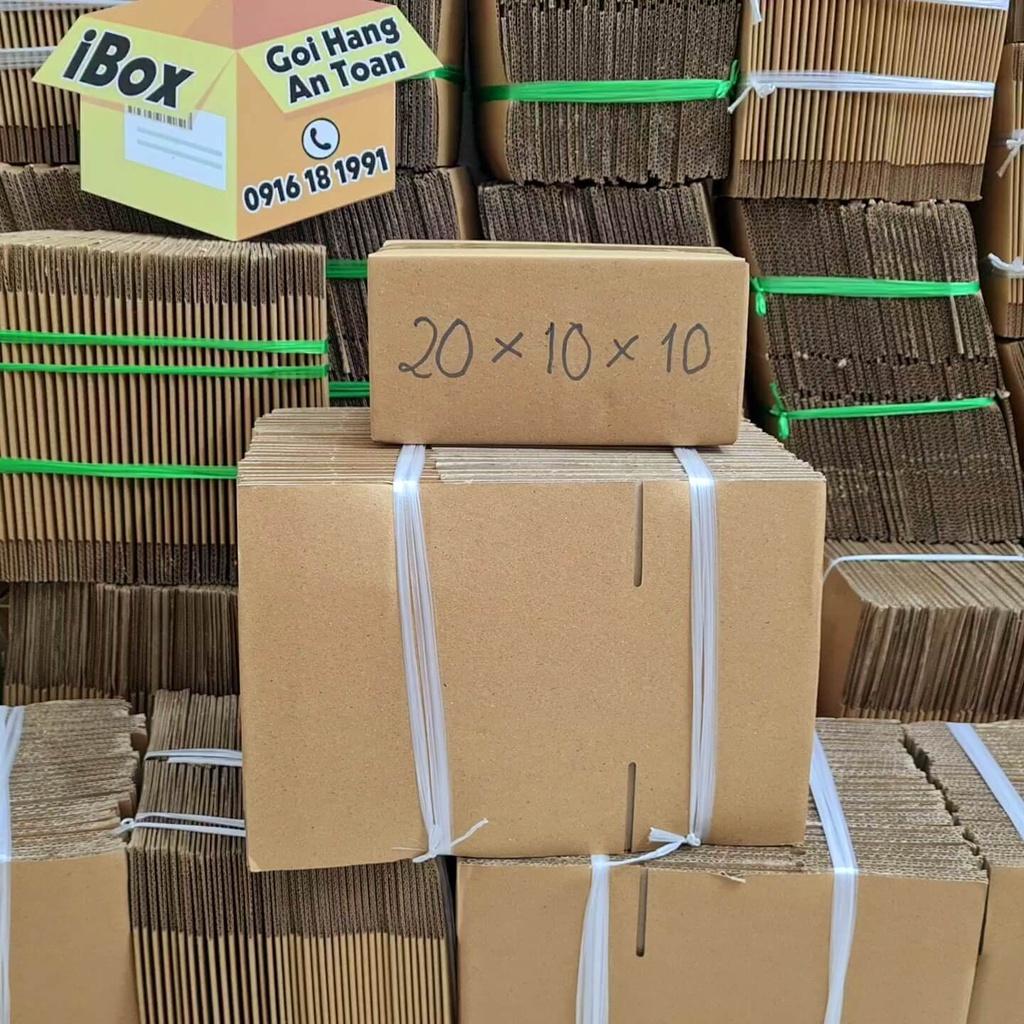 iBox
Goi Hang
An Toan
0916 18 1991
20 × 10 × 10